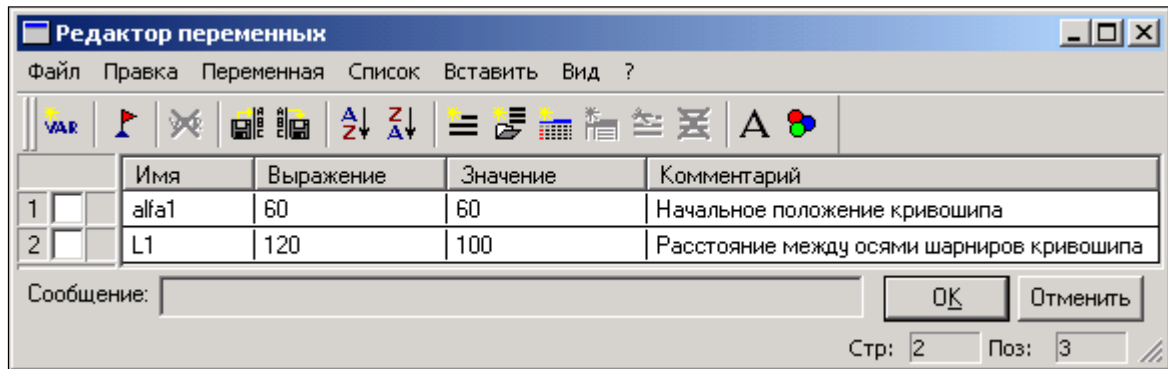 Редактор переменных
Файл Правка Переменная Список Вставить Вид ?
VAR A Z Z A A
Имя Выражение Значение Комментарий
1 alfa1 60 60 Начальное положение кривошипа
2 L1 120 100 Расстояние между осями шарниров кривошипа
Сообщение: OK Отменить
Стр: 2 Поз: 3